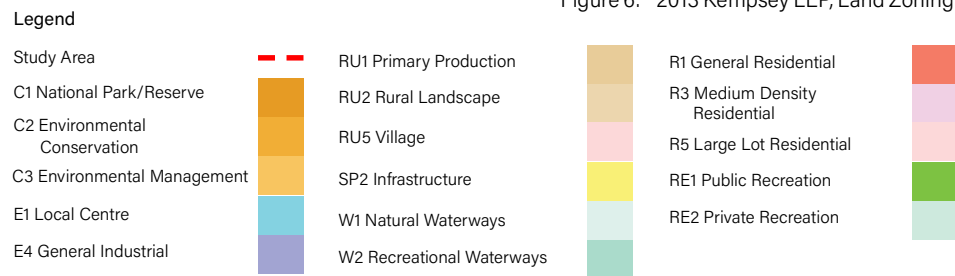 Figure 6. 2013 Kempsey LEP, Land Zoning
Legend
Study Area
C1 National Park/Reserve
C2 Environmental
Conservation
C3 Environmental Management
E1 Local Centre
E4 General Industrial
RU1 Primary Production
RU2 Rural Landscape
RU5 Village
SP2 Infrastructure
W1 Natural Waterways
W2 Recreational Waterways
R1 General Residential
R3 Medium Density
Residential
R5 Large Lot Residential
RE1 Public Recreation
RE2 Private Recreation